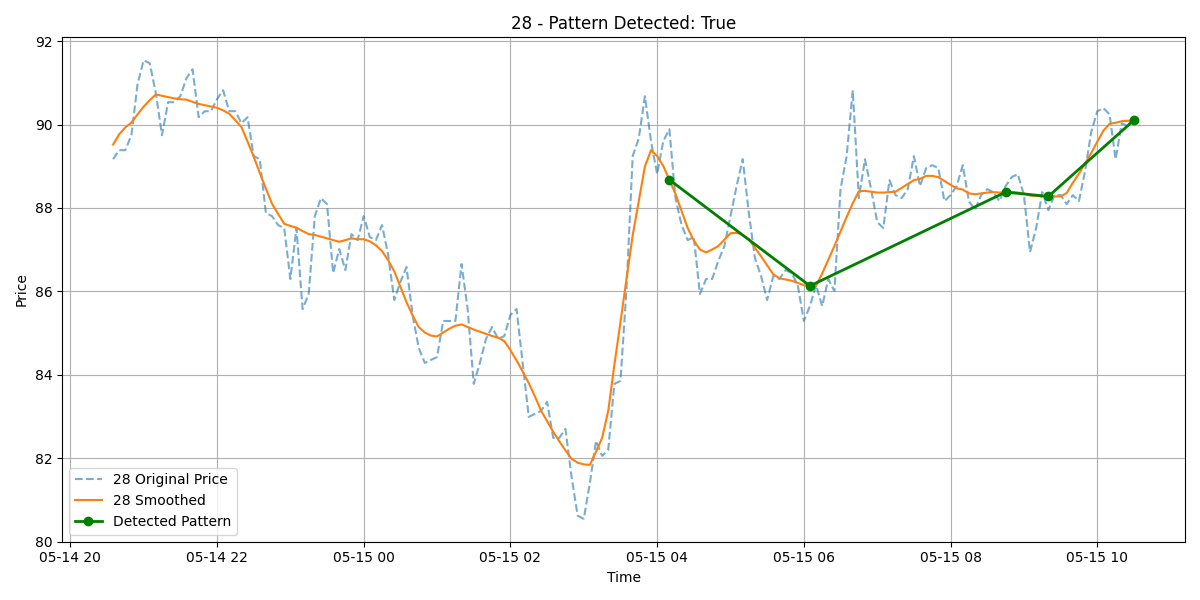 28 - Pattern Detected: True
92
90
88
86
84
82
80
Price
28 Original Price
28 Smoothed
Detected Pattern
05-14 20 05-14 22 05-15 00 05-15 02 05-15 04 05-15 06 05-15 08 05-15 10
Time